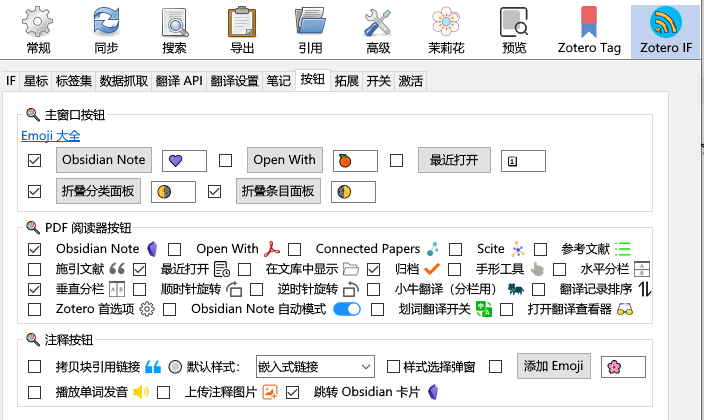 常规 同步 搜索 导出 引用 高级 茉莉花 预览 Zotero Tag Zotero IF
IF 星标 标签集 数据抓取 翻译 API 翻译设置 笔记 按钮 拓展 开关 激活
主窗口按钮
Emoji 大全
Obsidian Note Open With 最近打开
折叠分类面板 折叠条目面板
PDF 阅读器按钮
Obsidian Note Open With Connected Papers Scite 参考文献
施引文献 最近打开 在文库中显示 归档 手形工具 水平分栏
垂直分栏 顺时针旋转 逆时针旋转 小牛翻译（分栏用） 翻译记录排序
Zotero 首选项 Obsidian Note 自动模式 划词翻译开关 打开翻译查看器
注释按钮
拷贝块引用链接 默认样式： 嵌入式链接 样式选择弹窗 添加 Emoji
播放单词发音 上传注释图片 跳转 Obsidian 卡片